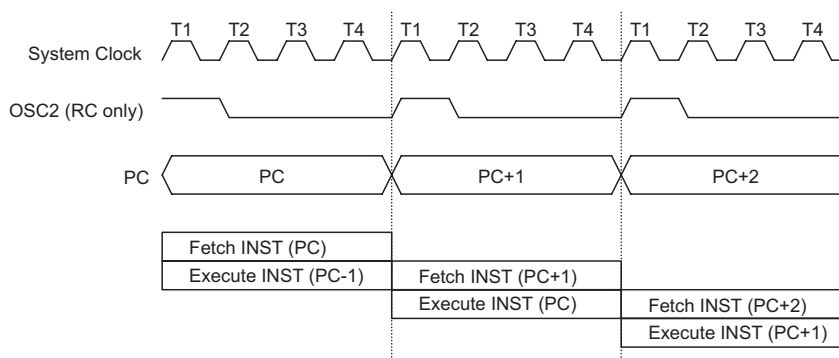 T1 T2 T3 T4 T1 T2 T3 T4 T1 T2 T3 T4
System Clock
OSC2 (RC only)
PC PC PC+1 PC+2
Fetch INST (PC)
Execute INST (PC-1) Fetch INST (PC+1)
Execute INST (PC) Fetch INST (PC+2)
Execute INST (PC+1)